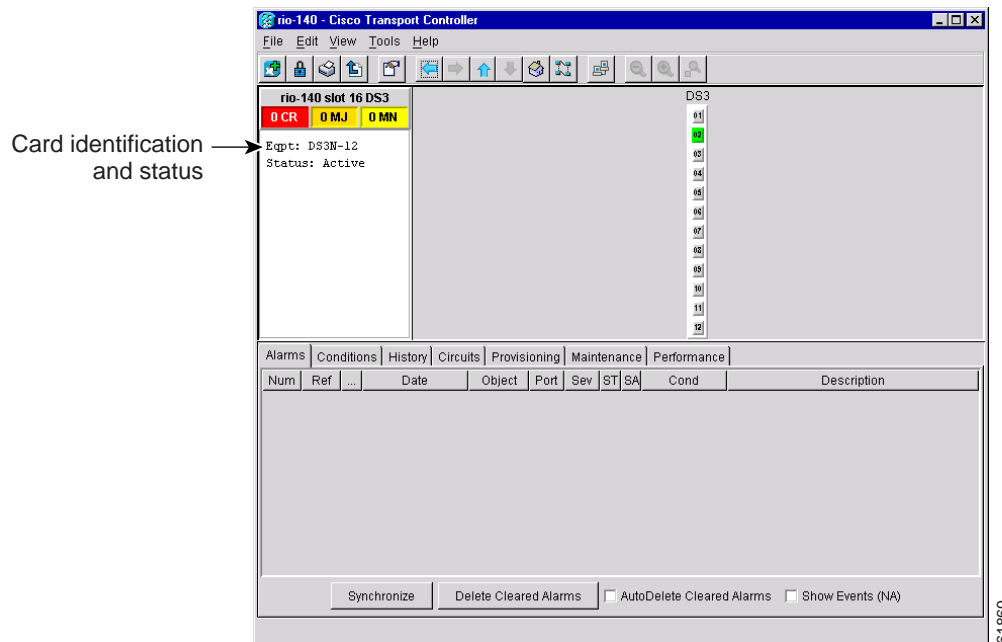 rio-140 - Cisco Transport Controller
File Edit View Tools Help
rio-140 slot 16 DS3
0 CR 0 MJ 0 MN
Card identification
and status
Eqpt: DS3N-12
Status: Active
DS3
01
02
03
04
05
06
07
08
09
10
11
12
Alarms Conditions History Circuits Provisioning Maintenance Performance
Num Ref ... Date Object Port Sev ST SA Cond Description
Synchronize Delete Cleared Alarms AutoDelete Cleared Alarms Show Events (NA)